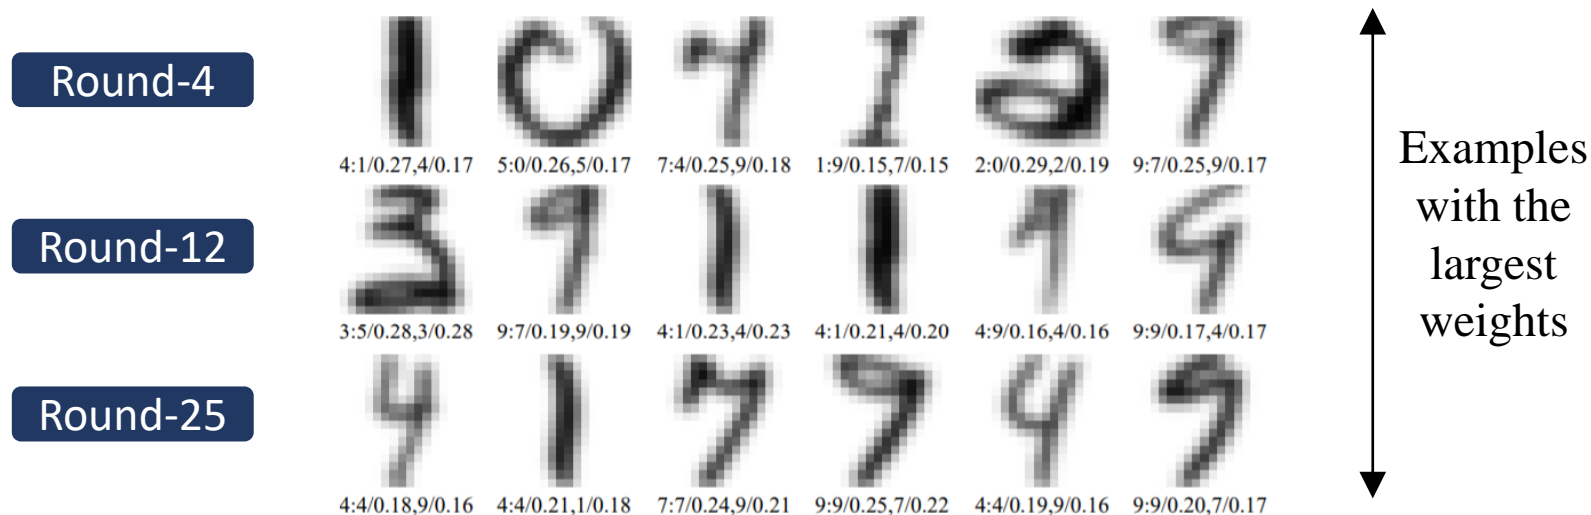 Round-4
4:1/0.27,4/0.17 5:0/0.26,5/0.17 7:4/0.25,9/0.18 1:9/0.15,7/0.15 2:0/0.29,2/0.19 9:7/0.25,9/0.17
Round-12
3:5/0.28,3/0.28 9:7/0.19,9/0.19 4:1/0.23,4/0.23 4:1/0.21,4/0.20 4:9/0.16,4/0.16 9:9/0.17,4/0.17
Round-25
4:4/0.18,9/0.16 4:4/0.21,1/0.18 7:7/0.24,9/0.21 9:9/0.25,7/0.22 4:4/0.19,9/0.16 9:9/0.20,7/0.17
Examples
with the
largest
weights